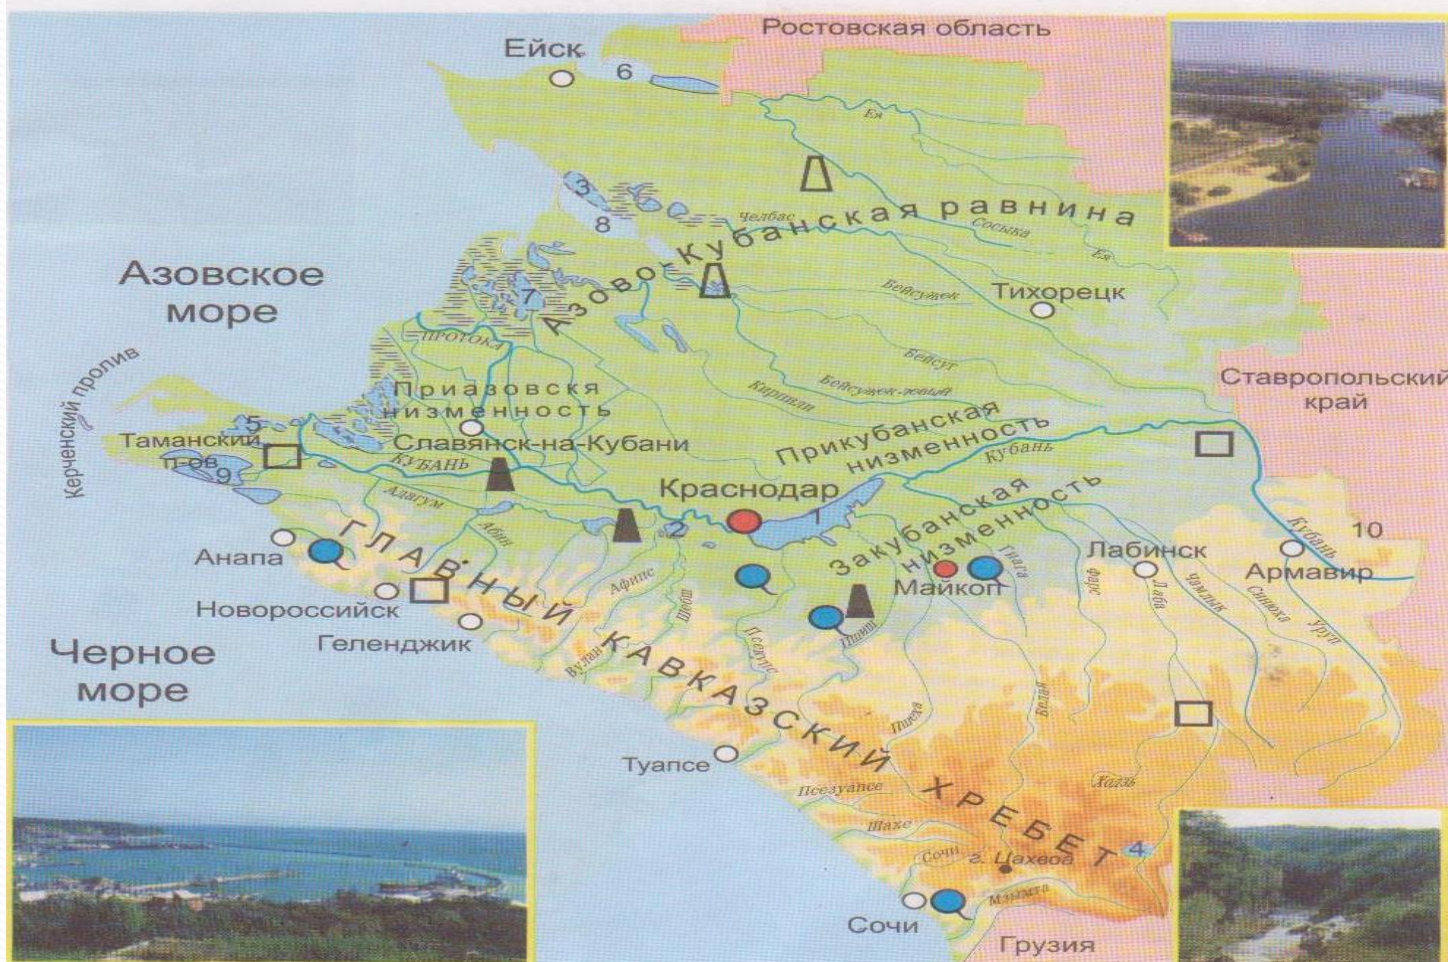 Ростовская область
Ейск
6
Ея
3
8
Челбас
Азово-Кубанская равнина
Сосыка
Ея
Азовское
море
7
Бейсужек
Тихорецк
ПРОТОКА
Бейсуг
Керченский пролив
Приазовскя
низменность
Кирпили
Бейсужек левый
Ставропольский
край
5
Таманский
п-ов
9
Славянск-на-Кубани
КУБАНЬ
Прикубанская
низменность
Кубань
Адагум
Абин
Краснодар
1
2
Закубанская
низменность
Анапа
ГЛАВНЫЙ КАВКАЗСКИЙ ХРЕБЕТ
Афипс
Шебш
Майкоп
Гиага
фарс
Лабинск
Лаба
Чамлык
Синюха
Уруп
Кубань
10
Армавир
Новороссийск
Геленджик
Вулан
Псекупс
Пшиш
Черное
море
Пшеха
Белая
Туапсе
Псезуапсе
Ходзь
Шахе
Сочи
г. Цахвоа
4
Мзымта
Сочи
Грузия